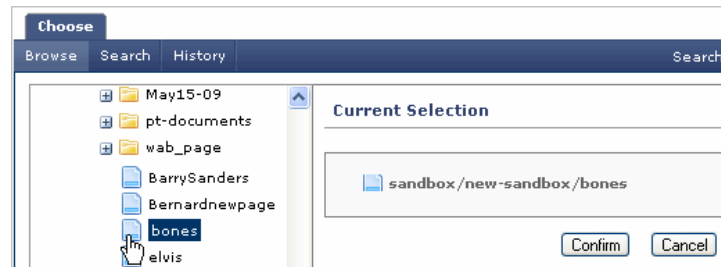 Choose
Browse Search History Search
May15-09
pt-documents
wab_page
BarrySanders
Bernardnewpage
bones
elvis
Current Selection
sandbox/new-sandbox/bones
Confirm Cancel